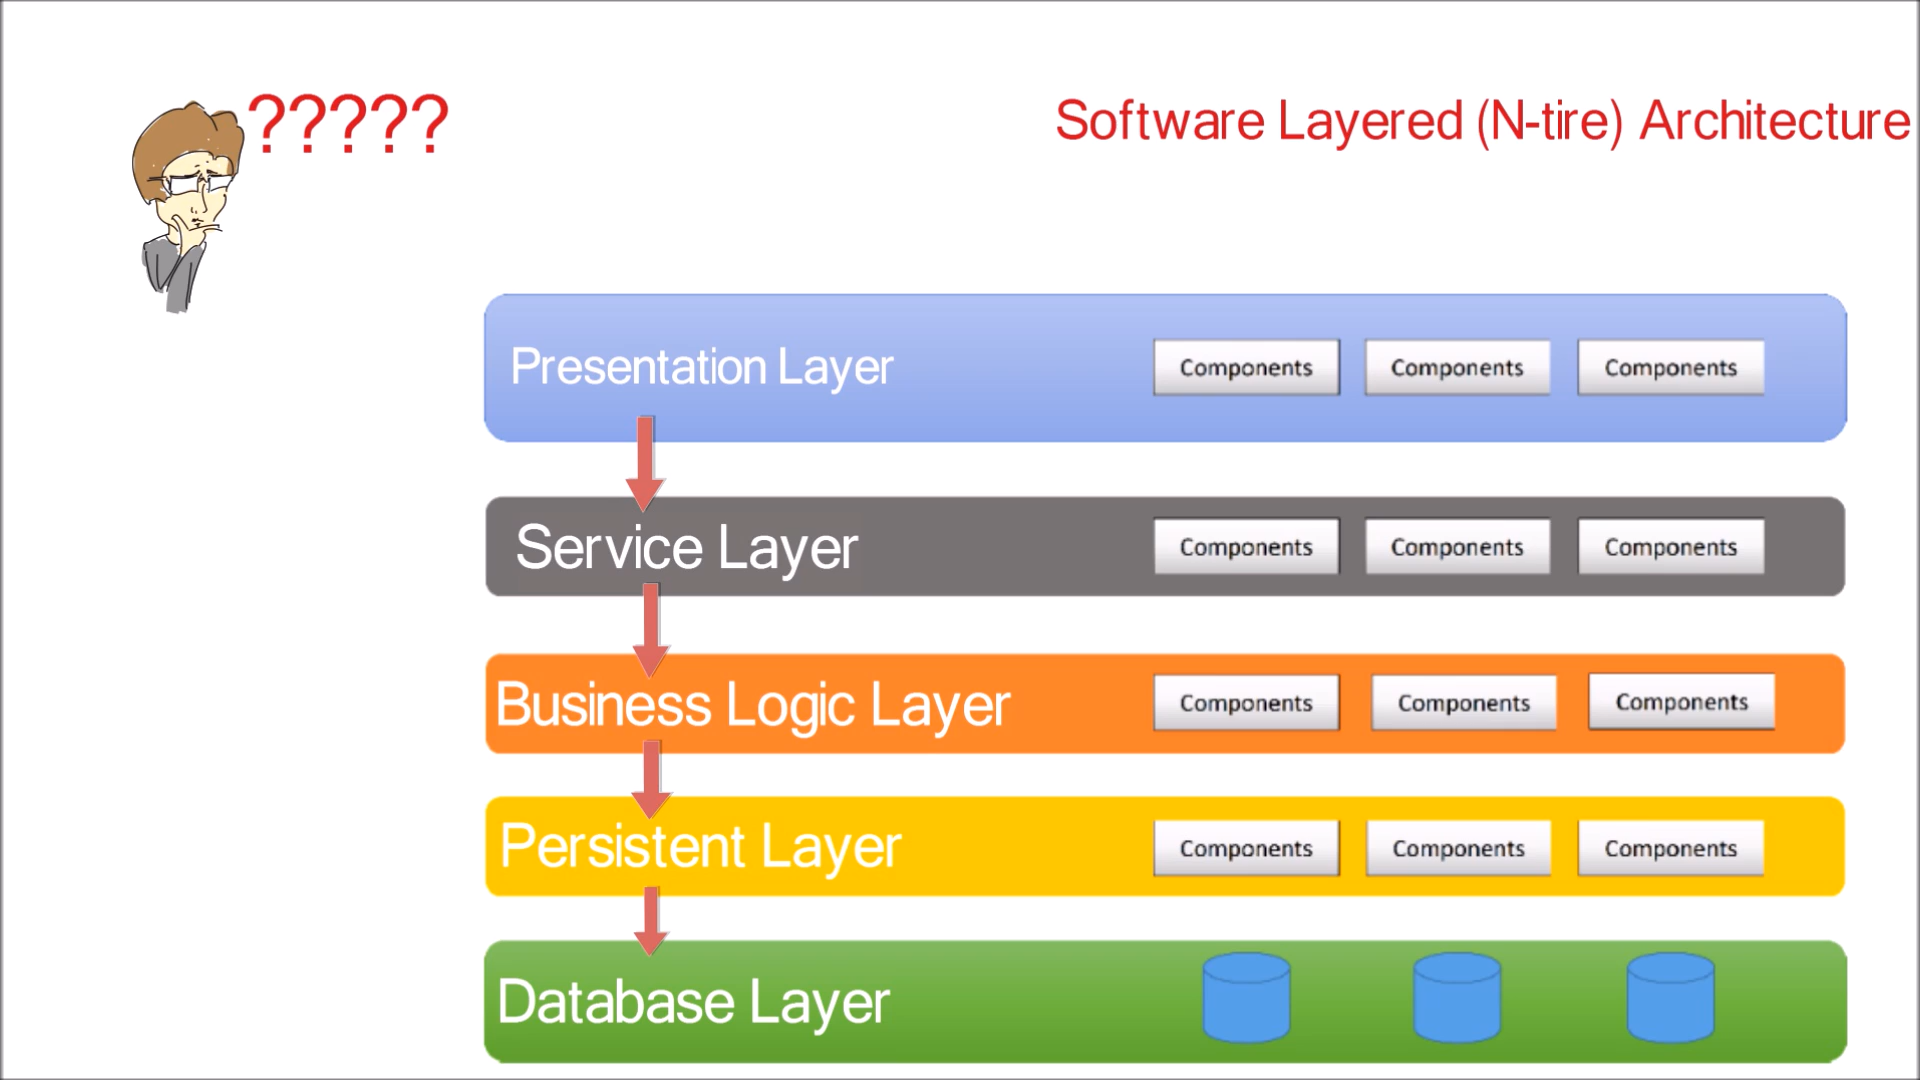 ?????
Software Layered (N-tire) Architecture
Presentation Layer Components Components Components
Service Layer Components Components Components
Business Logic Layer Components Components Components
Persistent Layer Components Components Components
Database Layer